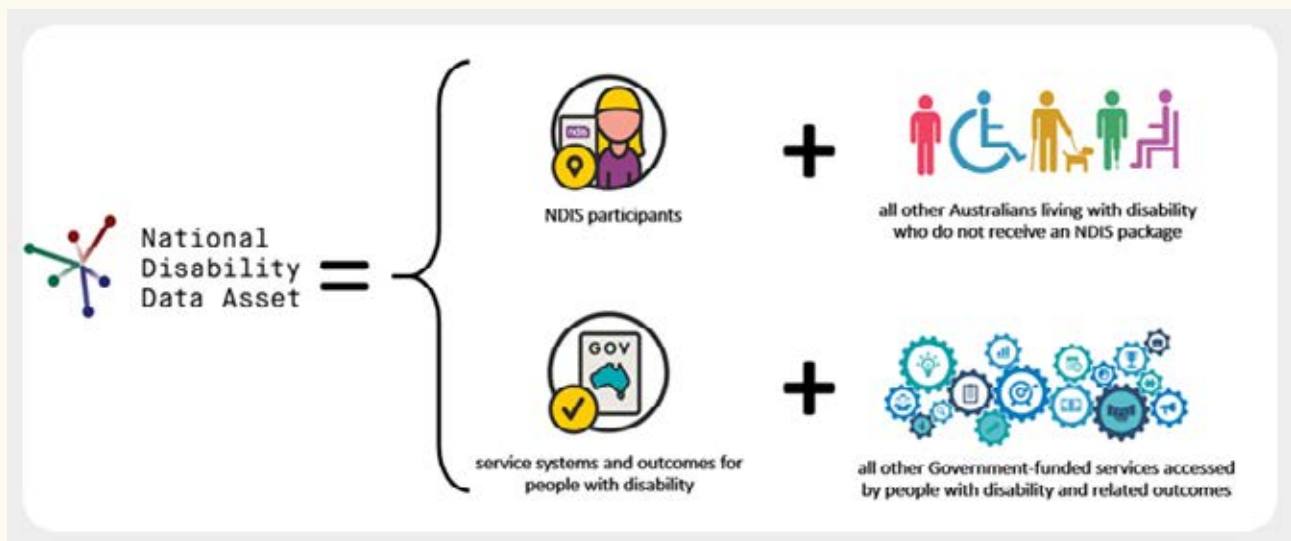 National
Disability
Data Asset
=
ndis
NDIS participants
+
all other Australians living with disability
who do not receive an NDIS package
GOV
service systems and outcomes for
people with disability
+
all other Government-funded services accessed
by people with disability and related outcomes